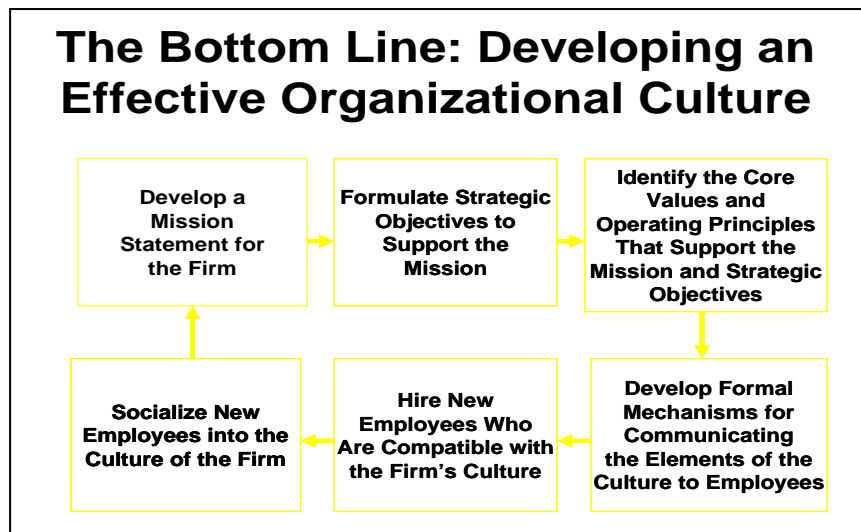 The Bottom Line: Developing an
Effective Organizational Culture
Develop a
Mission
Statement for
the Firm
Formulate Strategic
Objectives to
Support the
Mission
Identify the Core
Values and
Operating Principles
That Support the
Mission and Strategic
Objectives
Develop Formal
Mechanisms for
Communicating
the Elements of the
Culture to Employees
Hire New
Employees Who
Are Compatible with
the Firm's Culture
Socialize New
Employees into the
Culture of the Firm